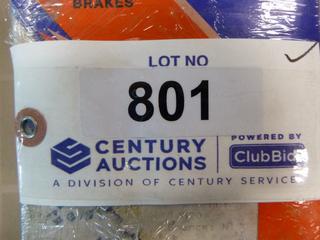 BRAKES
LOT NO
801
CENTURY AUCTIONS
POWERED BY
ClubBid
A DIVISION OF CENTURY SERVICE